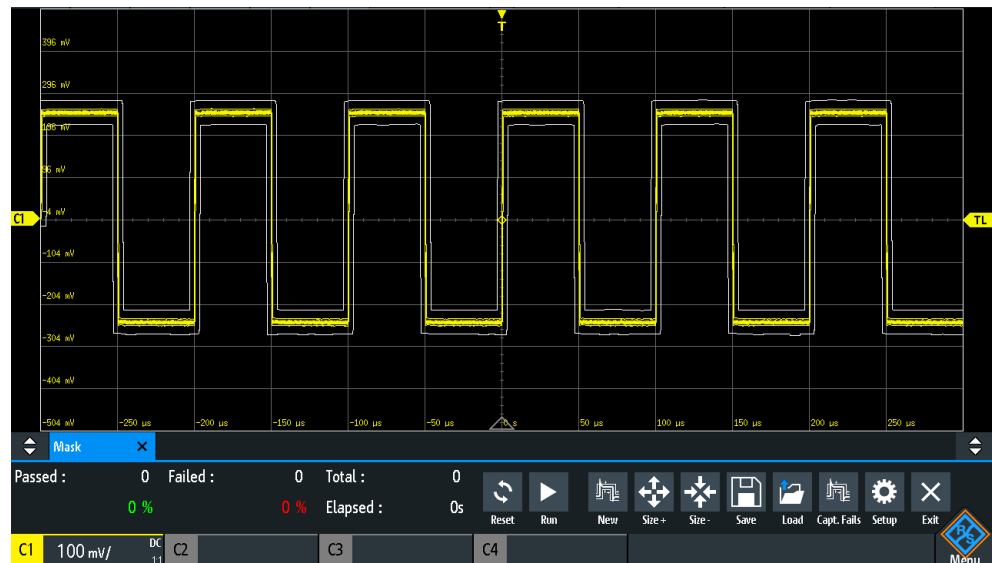 T
396 mV
296 mV
196 mV
96 mV
C1 -4 mV TL
-104 mV
-204 mV
-304 mV
-404 mV
-504 mV -250 µs -200 µs -150 µs -100 µs -50 µs 0 s 50 µs 100 µs 150 µs 200 µs 250 µs
Mask
Passed : 0 Failed : 0 Total : 0
0 % 0 % Elapsed : 0s
Reset Run New Size+ Size- Save Load Capt. Fails Setup Exit
C1 100 mV/ DC 1:1 C2 C3 C4 R S Menu